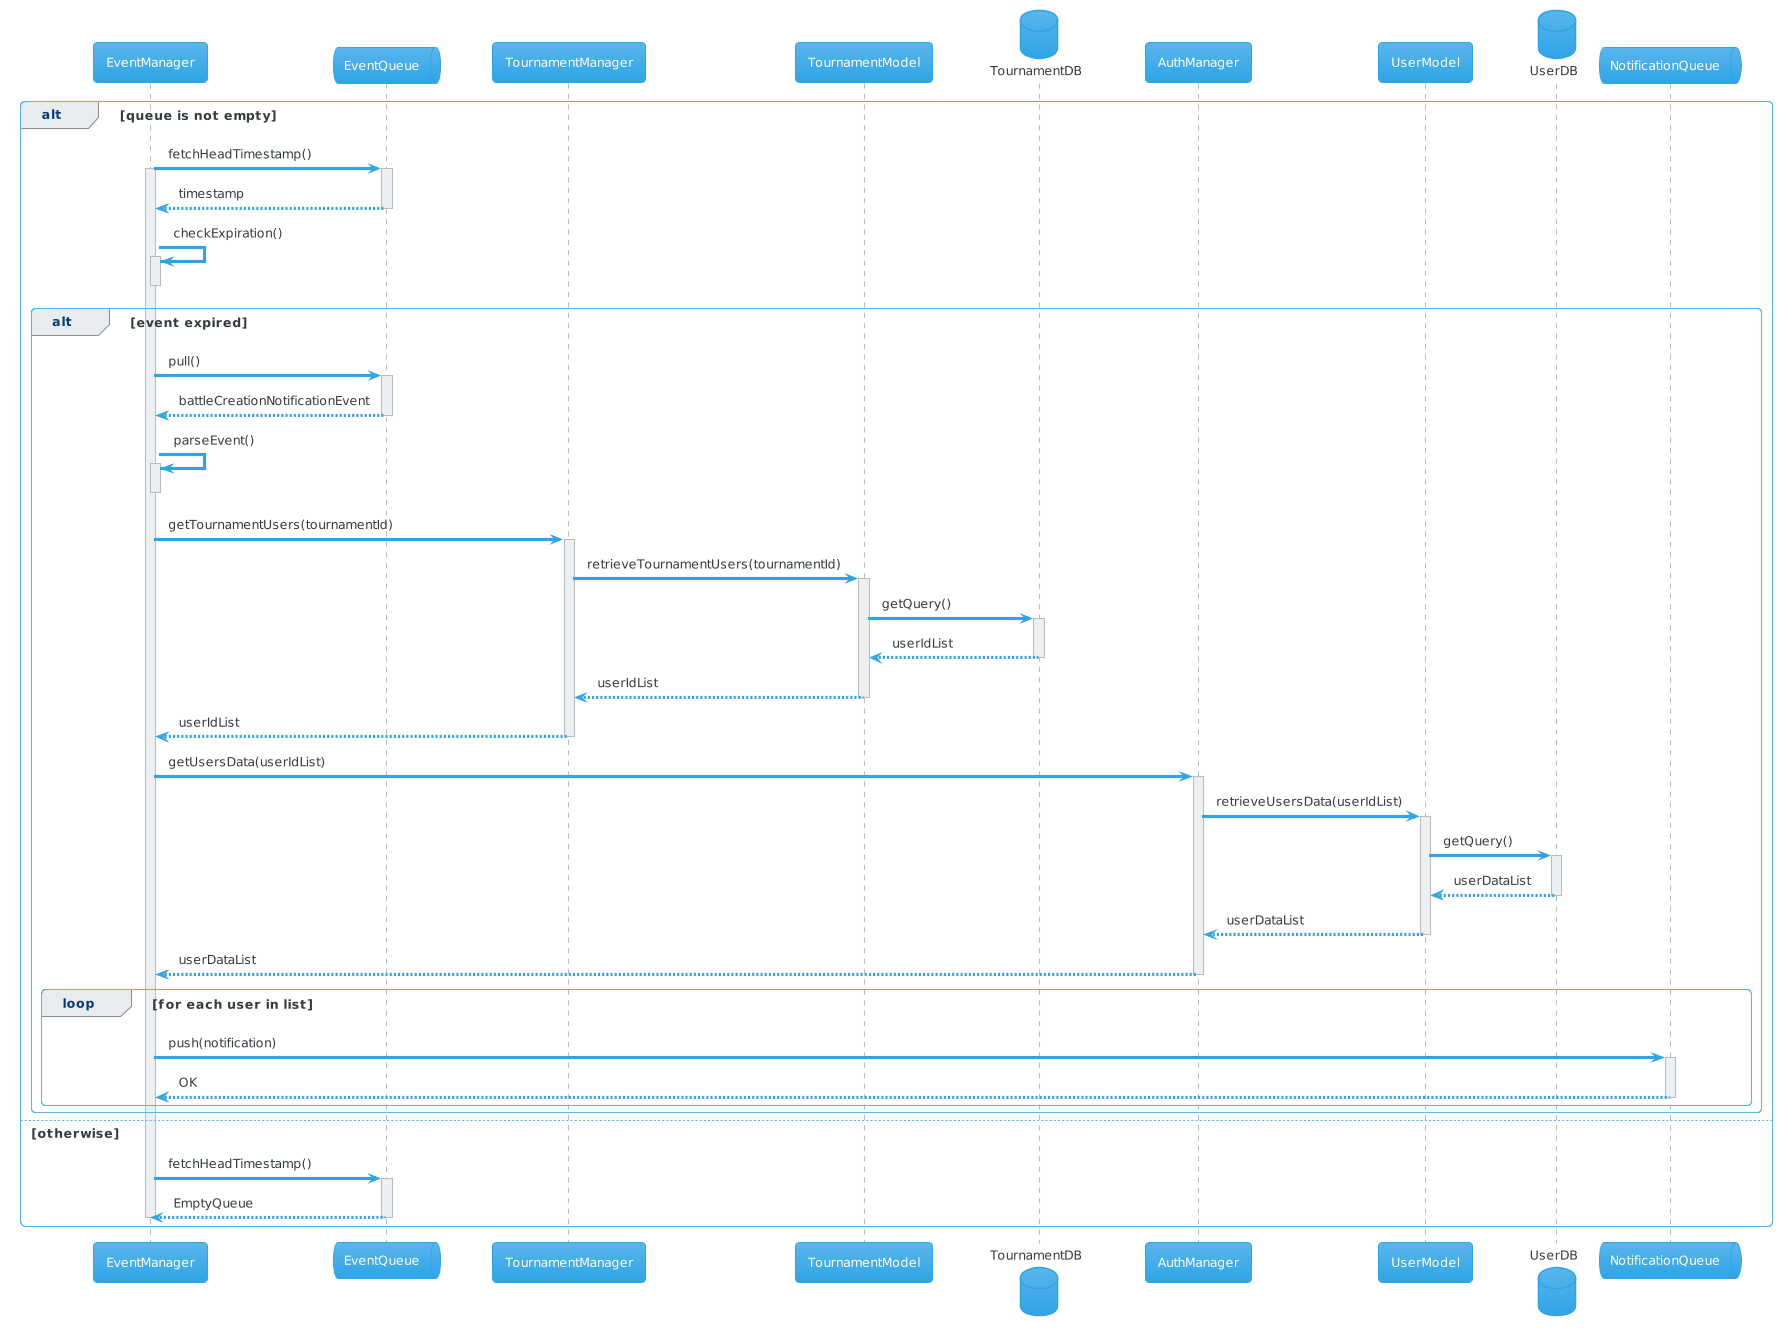 EventManager
EventQueue
TournamentManager
TournamentModel
TournamentDB
AuthManager
UserModel
UserDB
NotificationQueue
alt
[queue is not empty]
fetchHeadTimestamp()
timestamp
checkExpiration()
alt
[event expired]
pull()
battleCreationNotificationEvent
parseEvent()
getTournamentUsers(tournamentId)
retrieveTournamentUsers(tournamentId)
getQuery()
userIdList
userIdList
userIdList
getUsersData(userIdList)
retrieveUsersData(userIdList)
getQuery()
userDataList
userDataList
userDataList
loop
[for each user in list]
push(notification)
OK
[otherwise]
fetchHeadTimestamp()
EmptyQueue
EventManager
EventQueue
TournamentManager
TournamentModel
TournamentDB
AuthManager
UserModel
UserDB
NotificationQueue